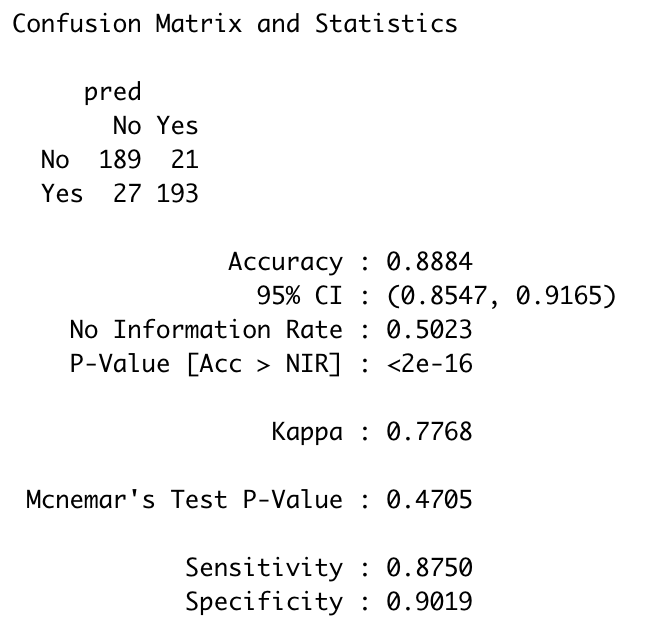 Confusion Matrix and Statistics
pred
No Yes
No 189 21
Yes 27 193
Accuracy : 0.8884
95% CI : (0.8547, 0.9165)
No Information Rate : 0.5023
P-Value [Acc > NIR] : <2e-16
Kappa : 0.7768
Mcnemar's Test P-Value : 0.4705
Sensitivity : 0.8750
Specificity : 0.9019